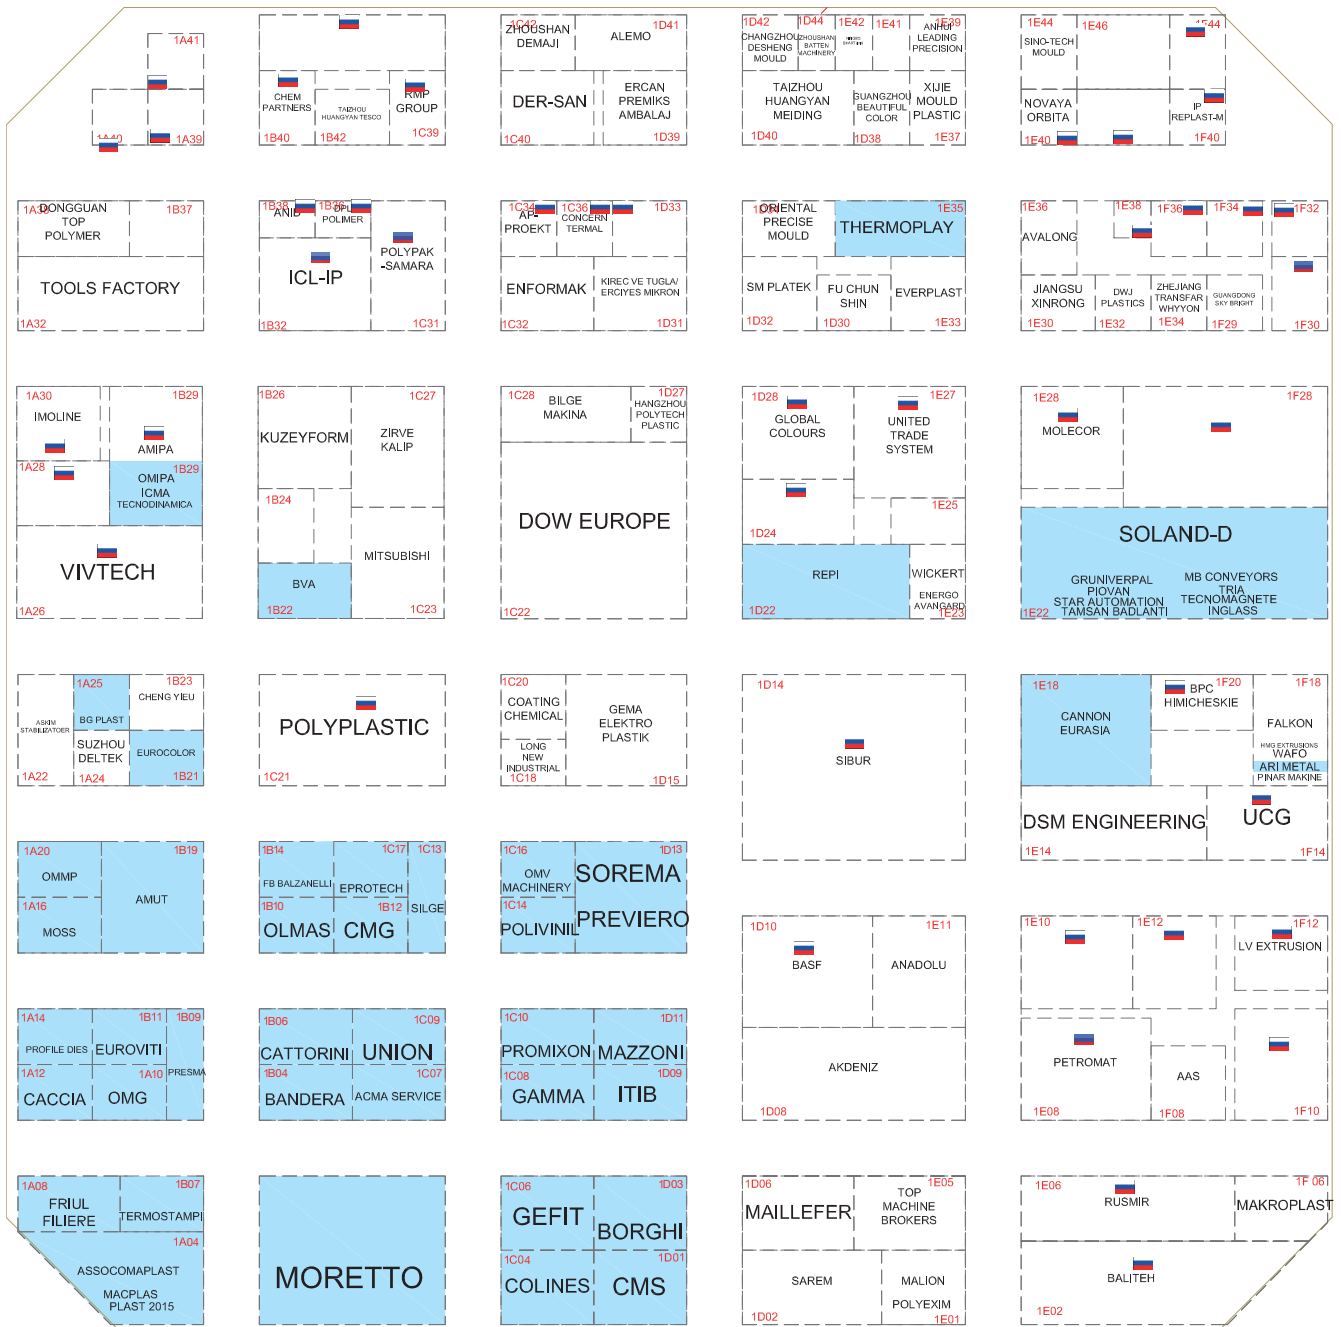 1A41
1A40
1A39
1B40
CHEM
PARTNERS
TAIZHOU
HUANGYAN TESCO
1B42
RMP
GROUP
1C39
1C42
ZHOUSHAN
DEMAJI
1D41
ALEMO
DER-SAN
1C40
ERCAN
PREMIKS
AMBALAJ
1D39
1D42
CHANGZHOU
DESHENG
MOULD
1D44
ZHOUSHAN
BATTEN
MACHINERY
1E42
1E41
1E39
ANHUI
LEADING
PRECISION
TAIZHOU
HUANGYAN
MEIDING
1D40
GUANGZHOU
BEAUTIFUL
COLOR
1D38
XIJIE
MOULD
PLASTIC
1E37
1E44
SINO-TECH
MOULD
1E46
1F44
NOVAYA
ORBITA
1E40
IP
REPLAST-M
1F40
DONGGUAN
TOP
POLYMER
1B37
TOOLS FACTORY
1A32
1B38
ANID
1B36
POLIMER
ICL-IP
1B32
POLYPAK
-SAMARA
1C31
1C34
AP-
PROEKT
1C36
CONCERN
TERMAL
1D33
ENFORMAK
1C32
KIREC VE TUGLA/
ERCIYES MIKRON
1D31
ORIENTAL
PRECISE
MOULD
1E35
THERMOPLAY
SM PLATEK
1D32
FU CHUN
SHIN
1D30
EVERPLAST
1E33
1E36
AVALONG
1E38
1F36
1F34
1F32
JIANGSU
XINRONG
1E30
DWJ
PLASTICS
1E32
ZHEJIANG
TRANSFAR
WHYYON
1E34
GUANGDONG
SKY BRIGHT
1F29
1F30
1A30
IMOLINE
1B29
AMIPA
1A28
1B29
OMIPA
ICMA
TECNODINAMICA
VIVTECH
1A26
1B26
KUZEYFORM
1C27
ZIRVE
KALIP
1B24
BVA
1B22
MITSUBISHI
1C23
1C28
BILGE
MAKINA
1D27
HANGZHOU
POLYTECH
PLASTIC
DOW EUROPE
1C22
1D28
GLOBAL
COLOURS
1E27
UNITED
TRADE
SYSTEM
1D24
1E25
REPI
1D22
WICKERT
ENERGO
AVANGARD
1E23
1E28
MOLECOR
1F28
SOLAND-D
GRUNIVERPAL
PIOVAN
STAR AUTOMATION
TAMSAN BADLANTI
MB CONVEYORS
TRIA
TECNOMAGNETE
INGLASS
1E22
ASKIM
STABILIZATOER
1A22
1A25
BG PLAST
1B23
CHENG YIEU
SUZHOU
DELTEK
1A24
EUROCOLOR
1B21
POLYPLASTIC
1C21
1C20
COATING
CHEMICAL
LONG
NEW
INDUSTRIAL
1C18
GEMA
ELEKTRO
PLASTIK
1D15
1D14
SIBUR
1E18
CANNON
EURASIA
1F20
BPC
HIMICHESKIE
1F18
FALKON
HMG EXTRUSIONS
WAFO
ARI METAL
PINAR MAKINE
DSM ENGINEERING
1E14
UCG
1F14
1A20
OMMP
1B19
AMUT
1A16
MOSS
1B14
FB BALZANELLI
1C17
EPROTECH
1C13
SILGE
1B10
OLMAS
1B12
CMG
1C16
OMV
MACHINERY
1D13
SOREMA
PREVIERO
1C14
POLIVINIL
1D10
BASF
1E11
ANADOLU
AKDENIZ
1D08
1E10
1E12
1F12
LV EXTRUSION
PETROMAT
1E08
AAS
1F08
1F10
1A14
PROFILE DIES
1B11
EUROVITI
1B09
PRESMA
1A12
CACCIA
1A10
OMG
1B06
CATTORINI
1C09
UNION
1B04
BANDERA
1C07
ACMA SERVICE
1C10
PROMIXON
1D11
MAZZONI
1C08
GAMMA
1D09
ITIB
1A08
FRIUL
FILIERE
1B07
TERMOSTAMPI
1A04
ASSOCOMAPLAST
MACPLAS
PLAST 2015
MORETTO
1C06
GEFIT
1D03
BORGHI
1C04
COLINES
1D01
CMS
1D06
MAILLEFER
1E05
TOP
MACHINE
BROKERS
SAREM
1D02
MALION
POLYEXIM
1E01
1E06
RUSMIR
1F 06
MAKROPLAST
BALITEH
1E02